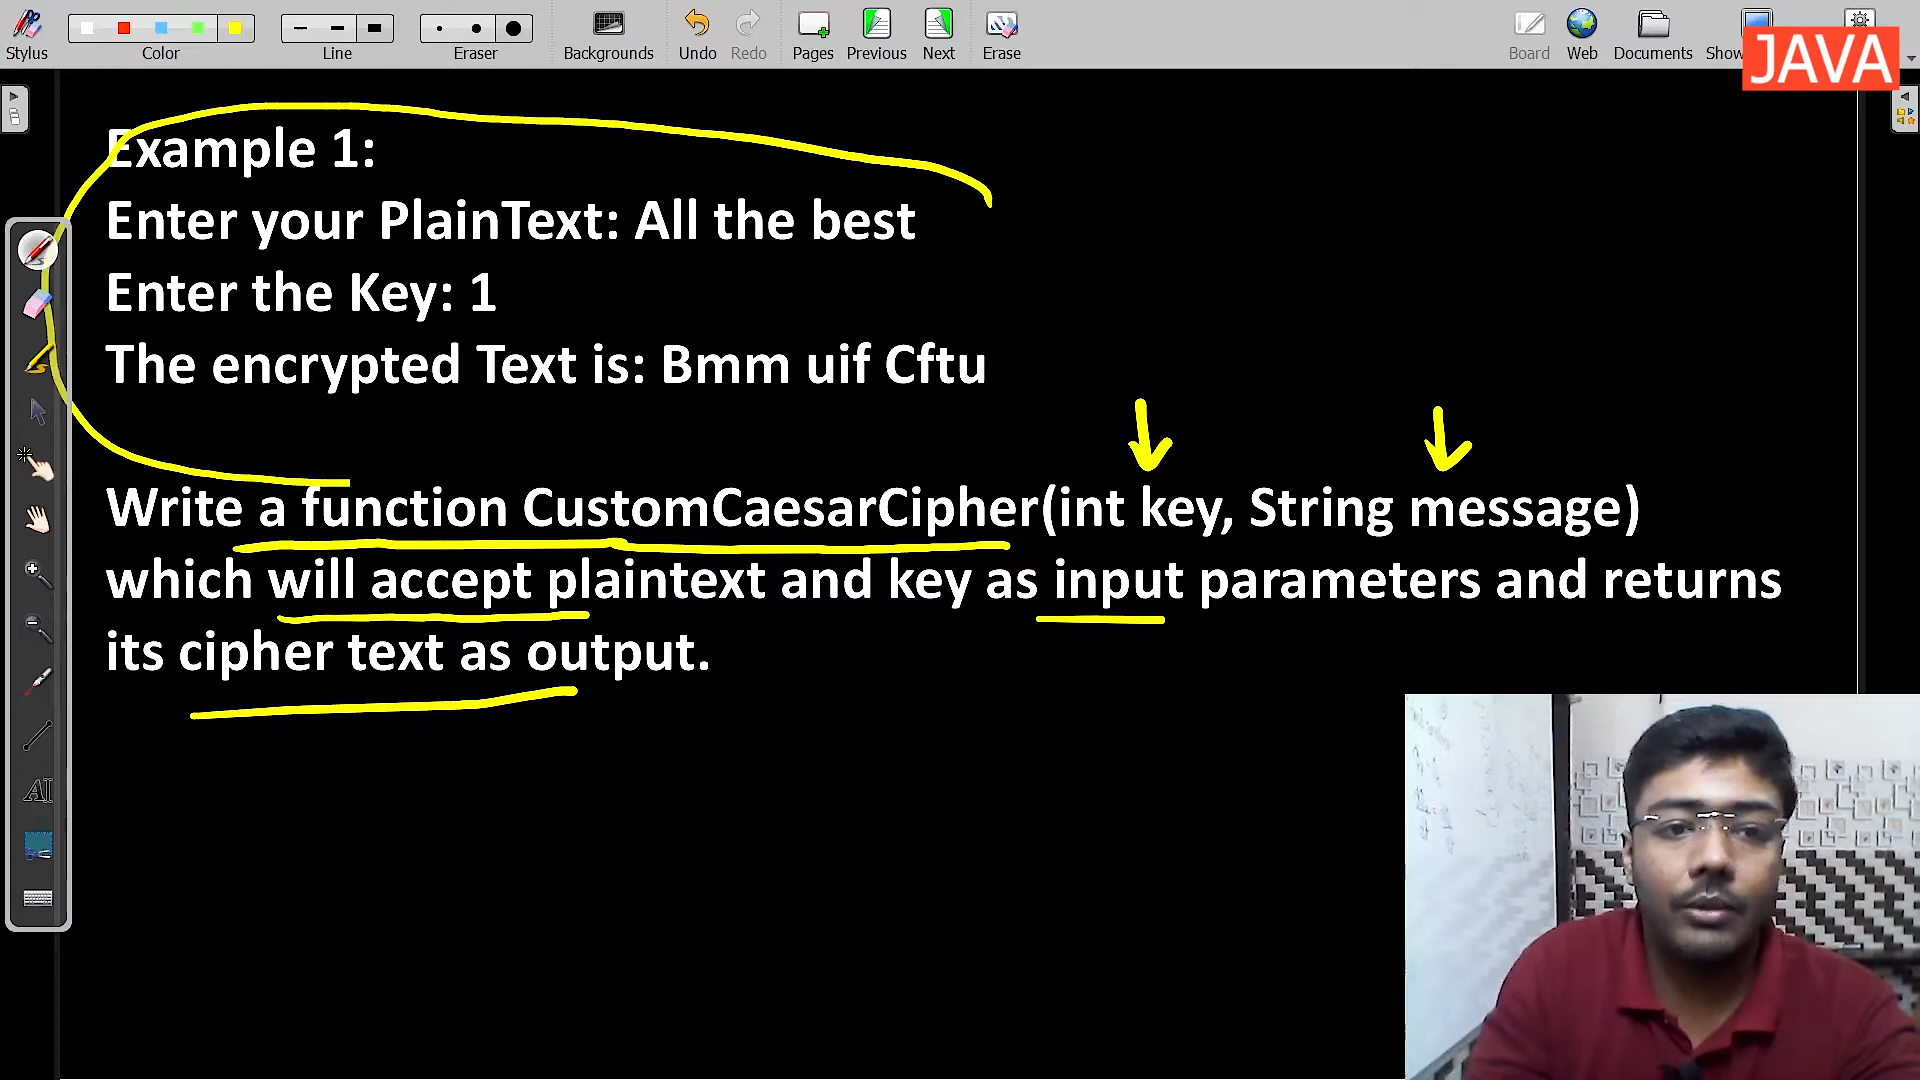 Stylus
Color
Line
Eraser
Backgrounds
Undo
Redo
Pages
Previous
Next
Erase
Board
Web
Documents
Show
JAVA
Example 1:
Enter your PlainText: All the best
Enter the Key: 1
The encrypted Text is: Bmm uif Cftu
Write a function CustomCaesarCipher(int key, String message)
which will accept plaintext and key as input parameters and returns
its cipher text as output.
AI